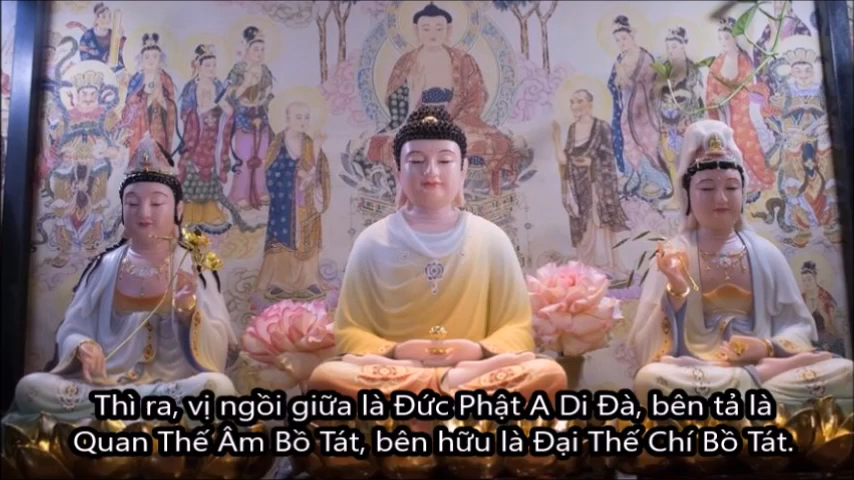 Thì ra, vị ngồi giữa là Đức Phật A Di Đà, bên tả là
Quan Thế Âm Bồ Tát, bên hữu là Đại Thế Chí Bồ Tát.